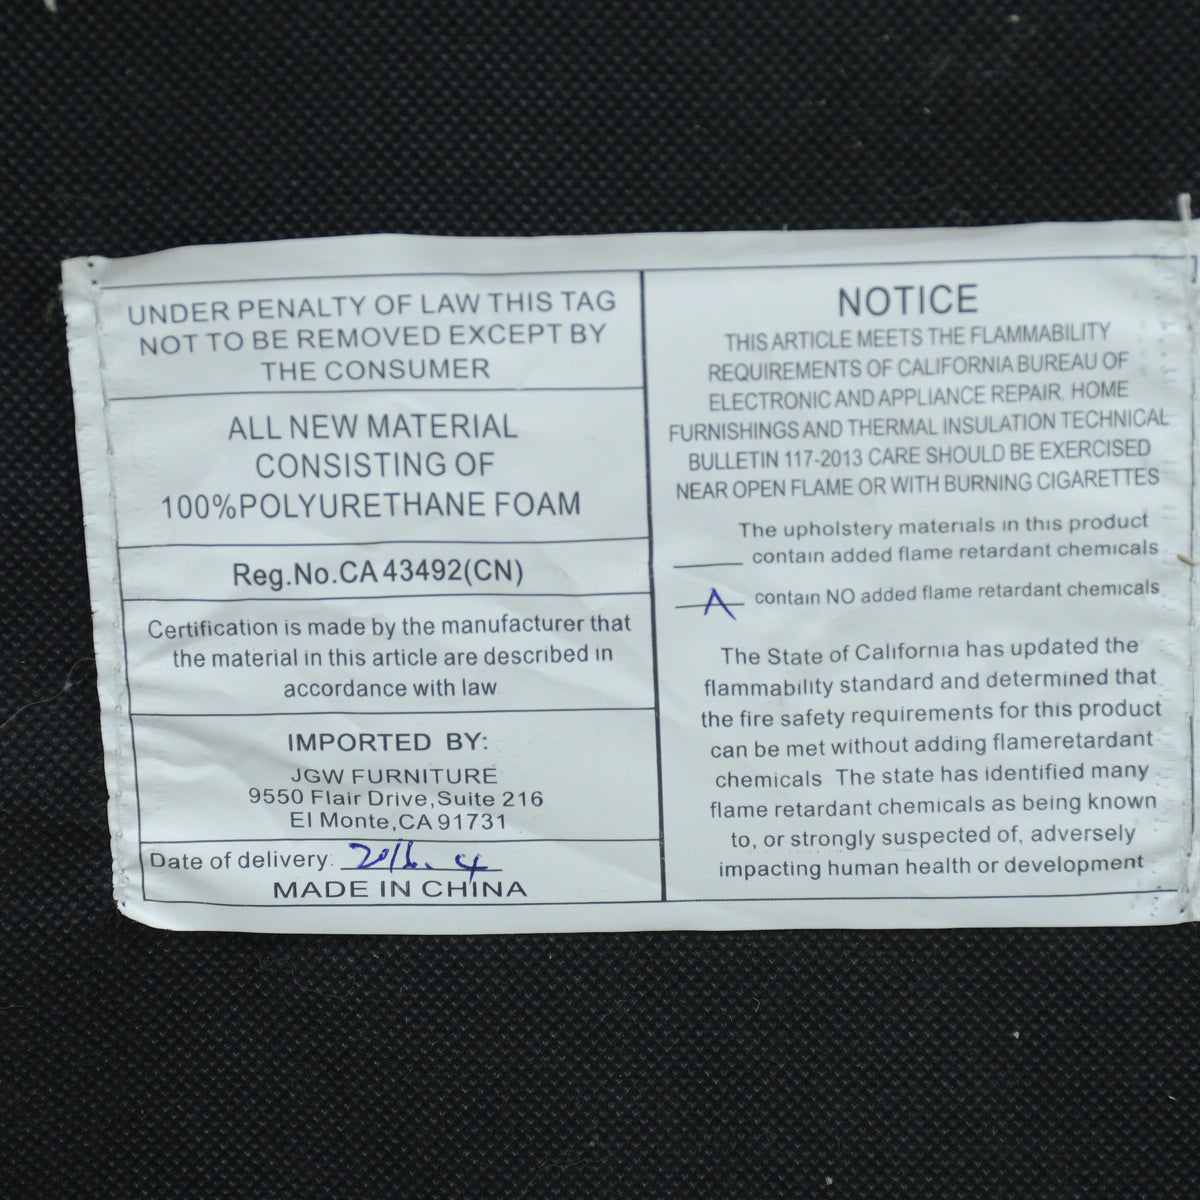 UNDER PENALTY OF LAW THIS TAG
NOT TO BE REMOVED EXCEPT BY
THE CONSUMER
ALL NEW MATERIAL
CONSISTING OF
100%POLYURETHANE FOAM
Reg.No.CA 43492(CN)
Certification is made by the manufacturer that
the material in this article are described in
accordance with law
IMPORTED BY:
JGW FURNITURE
9550 Flair Drive,Suite 216
El Monte,CA 91731
Date of delivery: 2016.4
MADE IN CHINA
NOTICE
THIS ARTICLE MEETS THE FLAMMABILITY
REQUIREMENTS OF CALIFORNIA BUREAU OF
ELECTRONIC AND APPLIANCE REPAIR, HOME
FURNISHINGS AND THERMAL INSULATION TECHNICAL
BULLETIN 117-2013 CARE SHOULD BE EXERCISED
NEAR OPEN FLAME OR WITH BURNING CIGARETTES
The upholstery materials in this product
contain added flame retardant chemicals
contain NO added flame retardant chemicals
The State of California has updated the
flammability standard and determined that
the fire safety requirements for this product
can be met without adding flameretardant
chemicals. The state has identified many
flame retardant chemicals as being known
to, or strongly suspected of, adversely
impacting human health or development